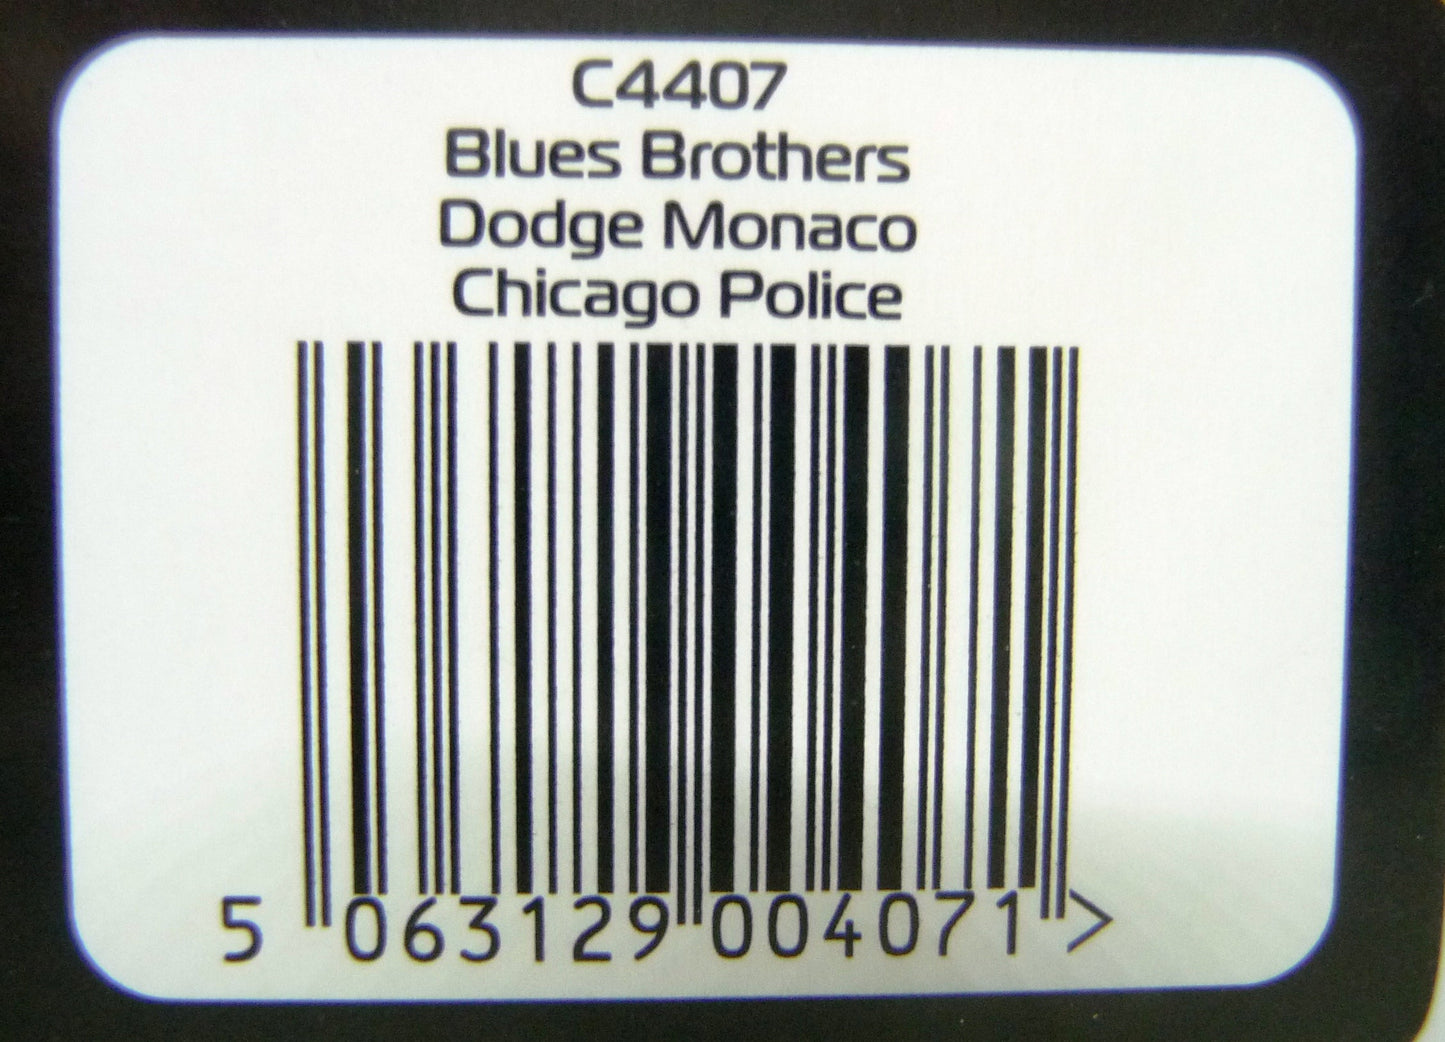 C4407
Blues Brothers
Dodge Monaco
Chicago Police
5 063129 004071 >